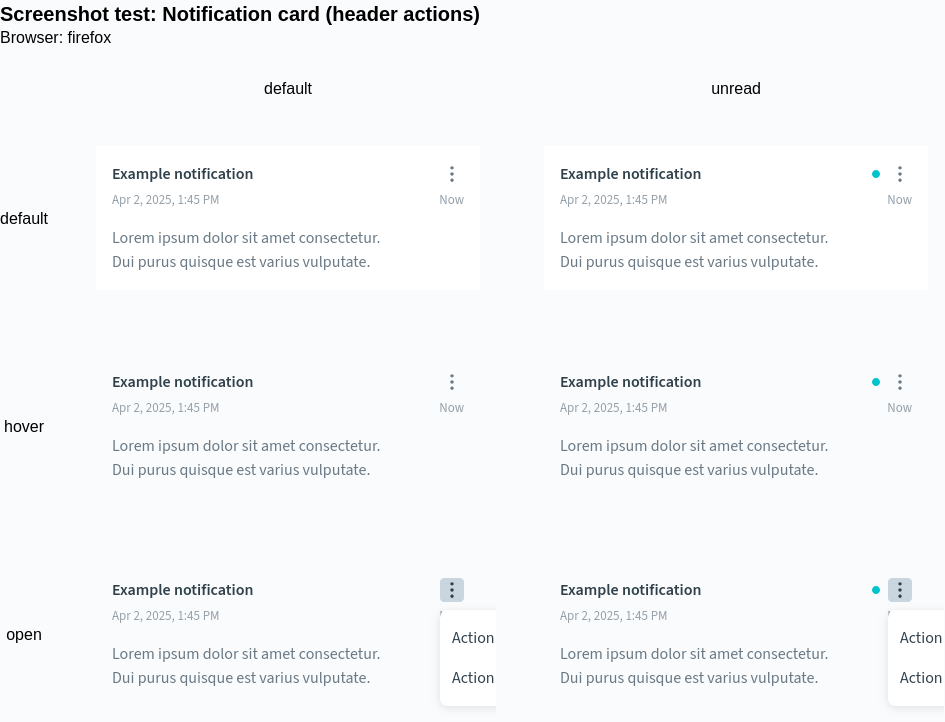 Screenshot test: Notification card (header actions)
Browser: firefox
default unread
default
Example notification
Apr 2, 2025, 1:45 PM Now
Lorem ipsum dolor sit amet consectetur.
Dui purus quisque est varius vulputate.
Example notification
Apr 2, 2025, 1:45 PM Now
Lorem ipsum dolor sit amet consectetur.
Dui purus quisque est varius vulputate.
hover
Example notification
Apr 2, 2025, 1:45 PM Now
Lorem ipsum dolor sit amet consectetur.
Dui purus quisque est varius vulputate.
Example notification
Apr 2, 2025, 1:45 PM Now
Lorem ipsum dolor sit amet consectetur.
Dui purus quisque est varius vulputate.
open
Example notification
Apr 2, 2025, 1:45 PM
Lorem ipsum dolor sit amet consectetur.
Dui purus quisque est varius vulputate.
Action
Action
Example notification
Apr 2, 2025, 1:45 PM
Lorem ipsum dolor sit amet consectetur.
Dui purus quisque est varius vulputate.
Action
Action